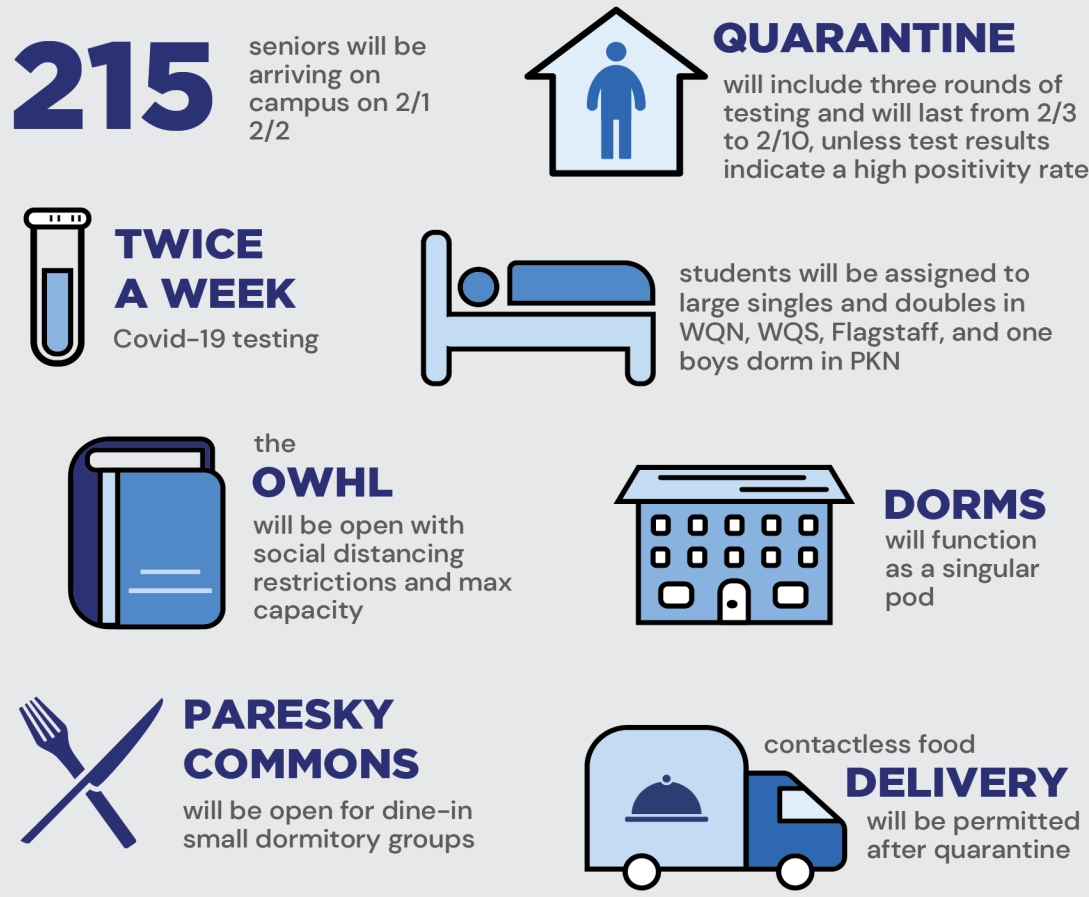 215
seniors will be
arriving on
campus on 2/1
2/2
QUARANTINE
will include three rounds of
testing and will last from 2/3
to 2/10, unless test results
indicate a high positivity rate
TWICE
A WEEK
Covid-19 testing
students will be assigned to
large singles and doubles in
WQN, WQS, Flagstaff, and one
boys dorm in PKN
the
OWHL
will be open with
social distancing
restrictions and max
capacity
DORMS
will function
as a singular
pod
PARESKY
COMMONS
will be open for dine-in
small dormitory groups
contactless food
DELIVERY
will be permitted
after quarantine